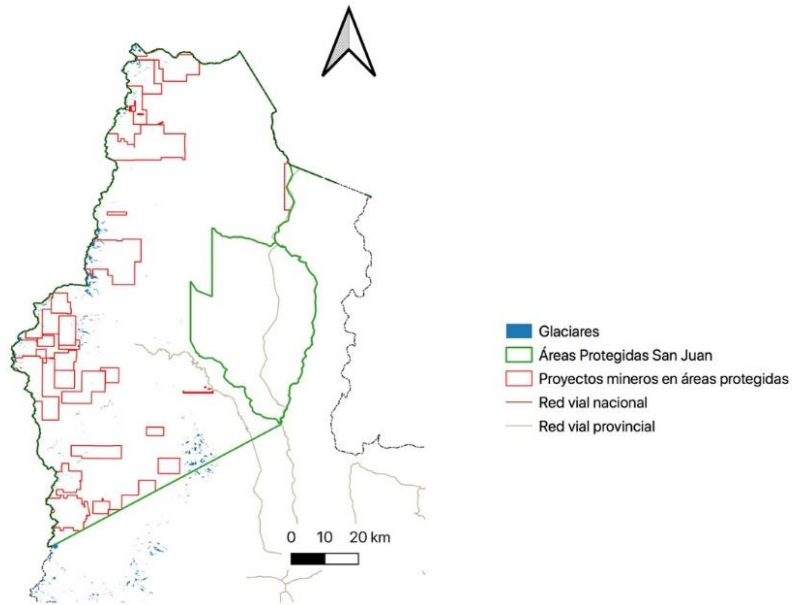 Glaciares
Áreas Protegidas San Juan
Proyectos mineros en áreas protegidas
Red vial nacional
Red vial provincial
0 10 20 km